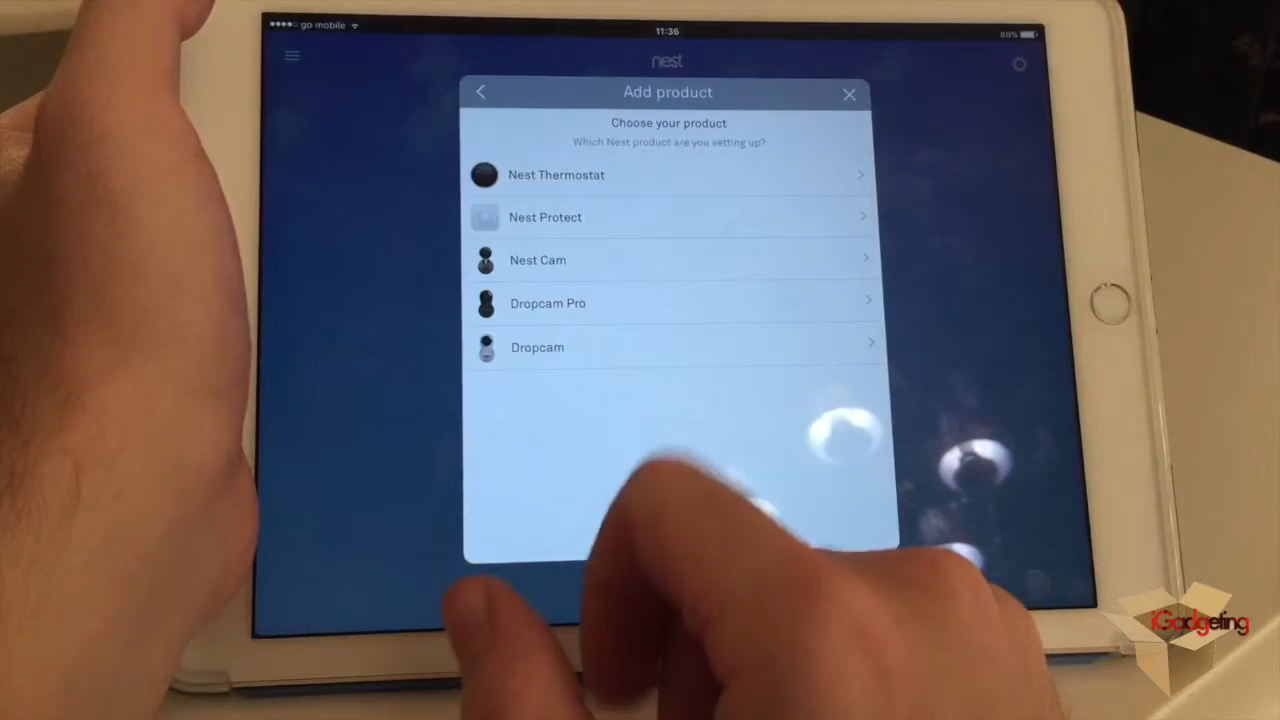 go mobile
11:36
88%
nest
Add product
Choose your product
Which Nest product are you setting up?
Nest Thermostat
Nest Protect
Nest Cam
Dropcam Pro
Dropcam
iGadgeting